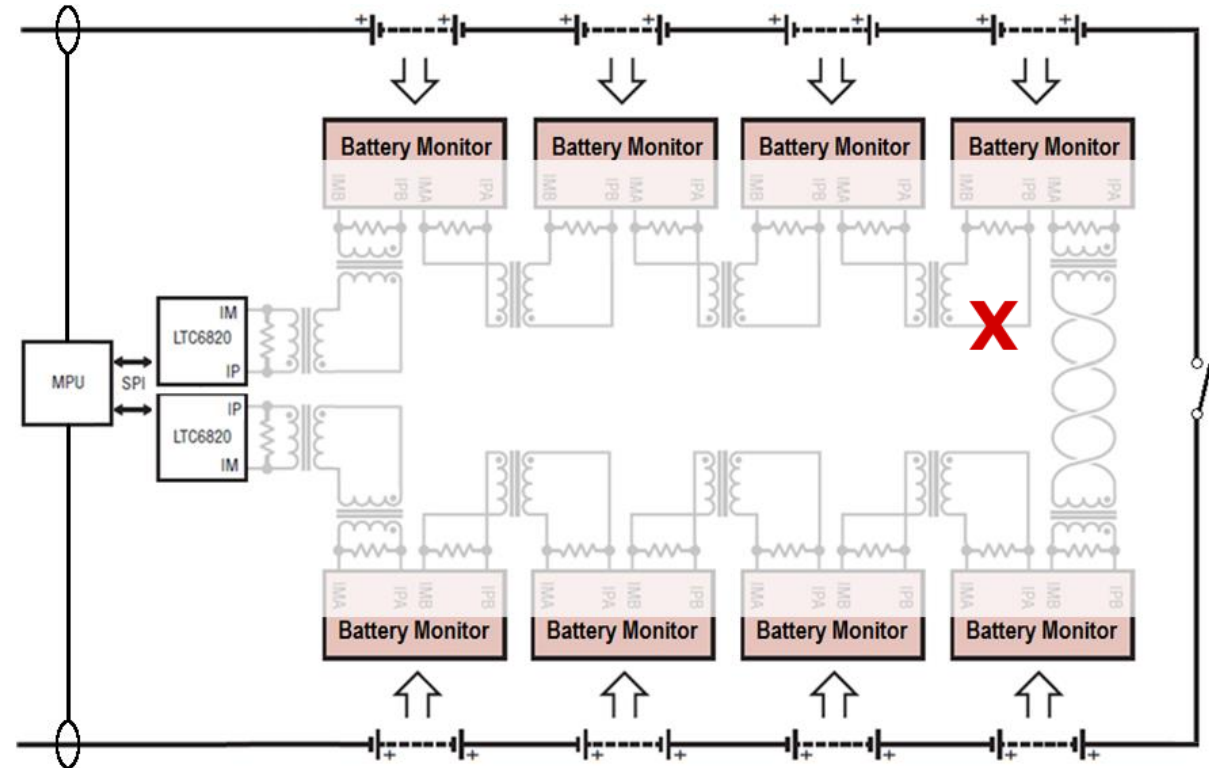 + + + + + + + +
Battery Monitor Battery Monitor Battery Monitor Battery Monitor
IMB IPB IMA IPA IMB IPB IMA IPA IMB IPB IMA IPA IMB IPB IMA IPA
X
IM
LTC6820
IP
MPU SPI
IP
LTC6820
IM
IMA IPA IMB IPB IMA IPA IMB IPB IMA IPA IMB IPB IMA IPA IMB IPB
Battery Monitor Battery Monitor Battery Monitor Battery Monitor
+ + + + + + + +